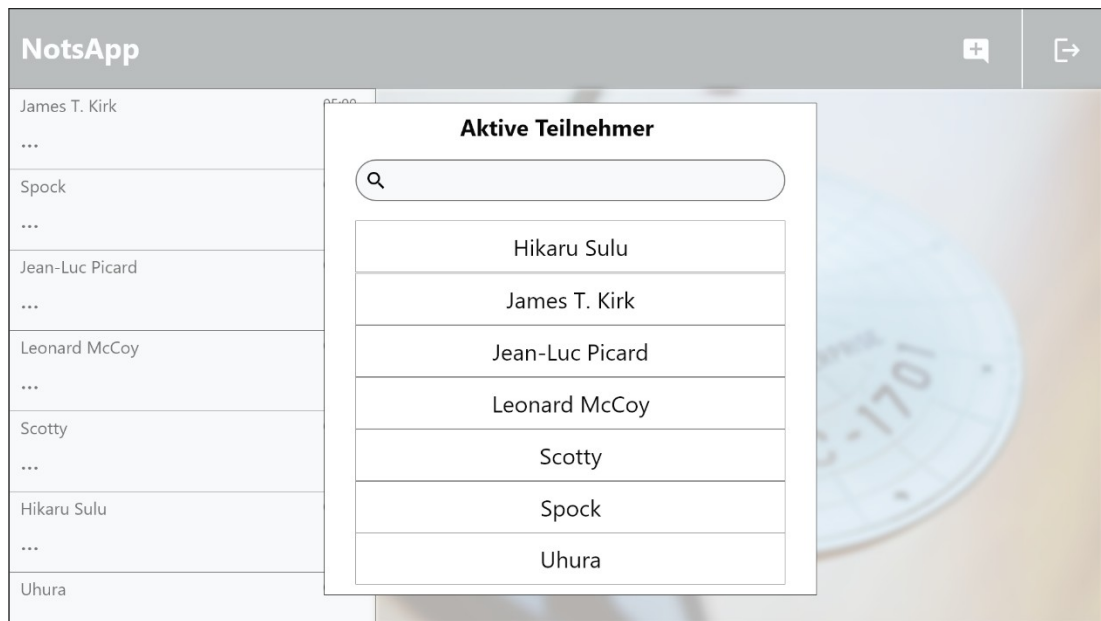 NotsApp
James T. Kirk
...
Spock
...
Jean-Luc Picard
...
Leonard McCoy
...
Scotty
...
Hikaru Sulu
...
Uhura
Aktive Teilnehmer
Hikaru Sulu
James T. Kirk
Jean-Luc Picard
Leonard McCoy
Scotty
Spock
Uhura
C-1701